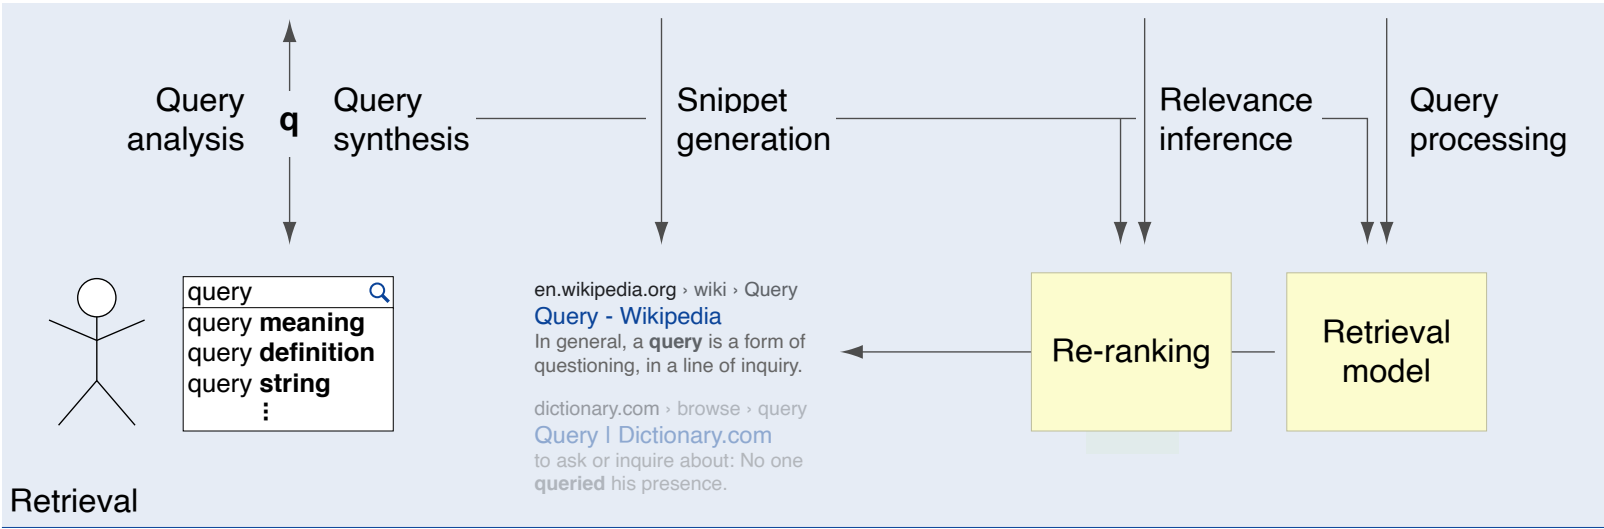 Query
analysis
q
Query
synthesis
Snippet
generation
Relevance
inference
Query
processing
query
query meaning
query definition
query string
⋮
en.wikipedia.org › wiki › Query
Query - Wikipedia
In general, a query is a form of
questioning, in a line of inquiry.
dictionary.com › browse › query
Query | Dictionary.com
to ask or inquire about: No one
queried his presence.
Re-ranking
Retrieval
model
Retrieval